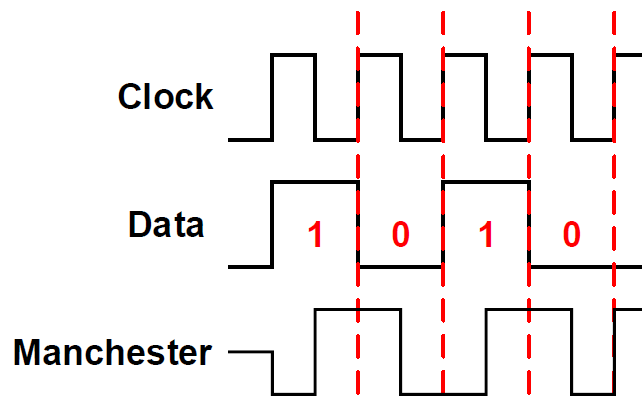 Clock
Data
1 0 1 0
Manchester